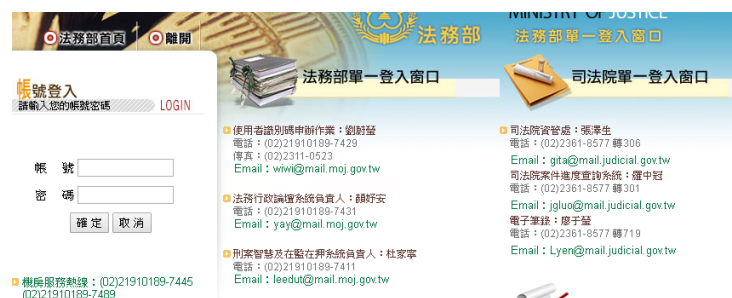 法務部首頁
離開
法務部
MINISTRY OF JUSTICE
法務部單一登入窗口
帳號登入
請輸入您的帳號密碼 LOGIN
帳 號
密 碼
確定 取消
機房服務熱線：(02)21910189-7445
(02)21910189-7489
法務部單一登入窗口
使用者識別碼申辦作業：劉蔚螢
電話：(02)21910189-7429
傳真：(02)2311-0523
Email：wiwi@mail.moj.gov.tw
法務行政論壇系統負責人：顏妤安
電話：(02)21910189-7431
Email：yay@mail.moj.gov.tw
刑案智慧及在監在押系統負責人：杜家寧
電話：(02)21910189-7411
Email：leedut@mail.moj.gov.tw
司法院單一登入窗口
司法院資管處：張澤生
電話：(02)2361-8577 轉306
Email：gita@mail.judicial.gov.tw
司法院案件進度查詢系統：羅中冠
電話：(02)2361-8577 轉301
Email：jgluo@mail.judicial.gov.tw
電子筆錄：廖于瑩
電話：(02)2361-8577 轉719
Email：Lyen@mail.judicial.gov.tw